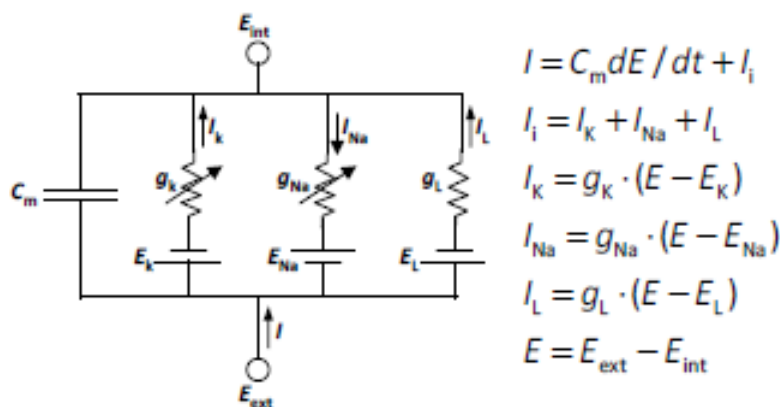 E_int
I_k
I_Na
I_L
C_m
g_k
g_Na
g_L
E_k
E_Na
E_L
I
E_ext
I = C_m dE / dt + I_i
I_i = I_K + I_Na + I_L
I_K = g_K · (E − E_K)
I_Na = g_Na · (E − E_Na)
I_L = g_L · (E − E_L)
E = E_ext − E_int